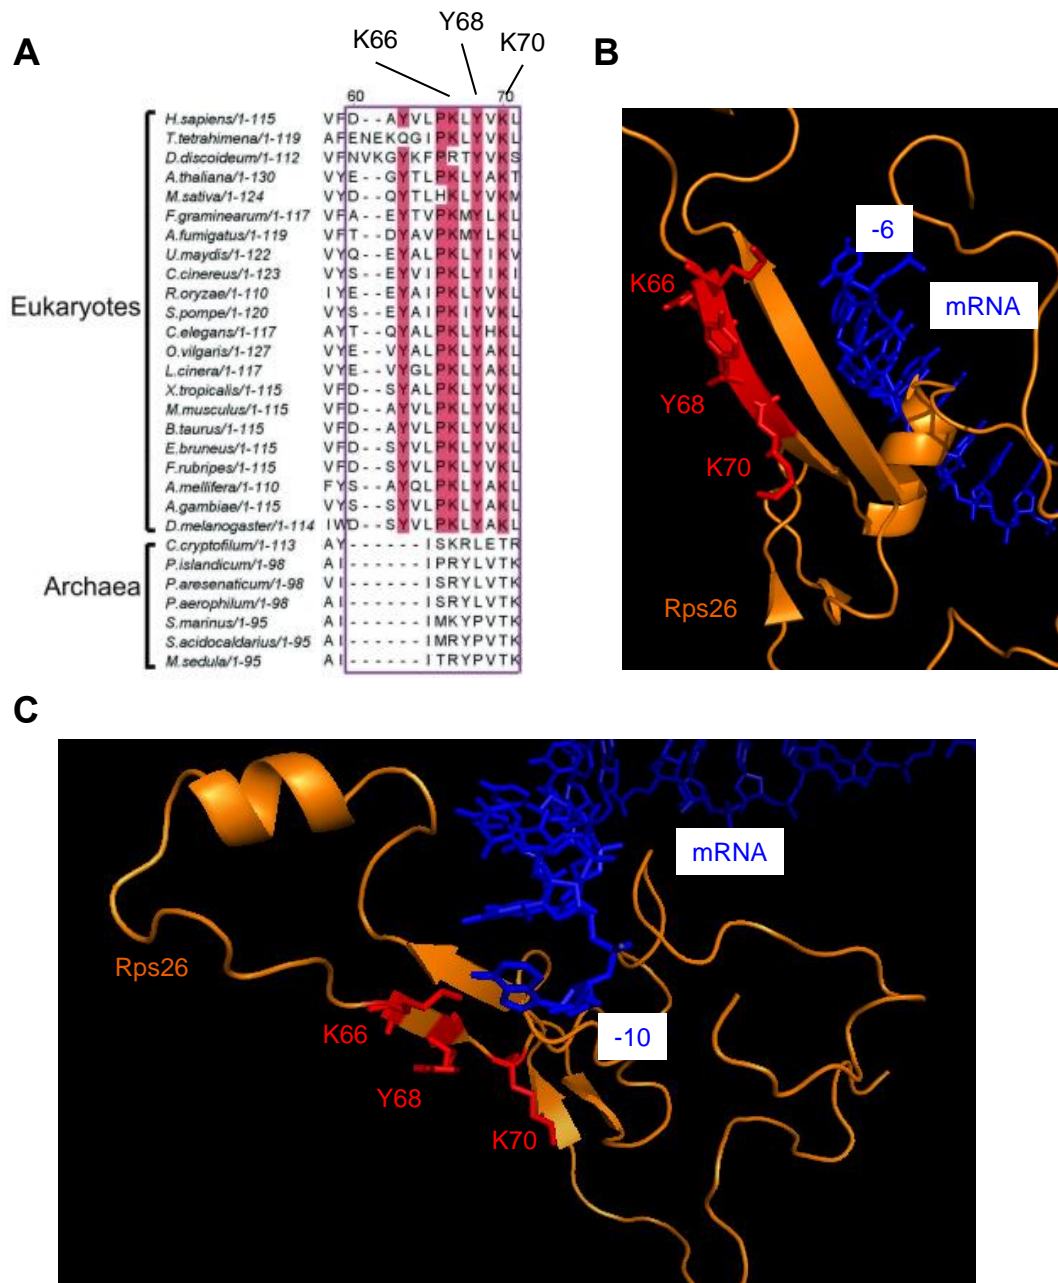 A
K66
Y68
K70
60 70
Eukaryotes
H.sapiens/1-115 VFD--AYVLPKLYVKL
T.tetrahimena/1-119 AFENEKQGIPKLYVKL
D.discoideum/1-112 VFNVKGYKFPRTYVKS
A.thaliana/1-130 VYE--GYTLPKLYAKT
M.sativa/1-124 VYD--QYTLHKLYVKM
F.graminearum/1-117 VFA--EYTVPKMYLKL
A.fumigatus/1-119 VFT--DYAVPKMYLKL
U.maydis/1-122 VYQ--EYALPKLYIKV
C.cinereus/1-123 VYS--EYVIPKLYIKI
R.oryzae/1-110 IYE--EYAIPKLYVKI
S.pompe/1-120 VYE--EYAIPKIYVKL
C.elegans/1-117 AYT--QYALPKLYHKL
O.vilgaris/1-127 VYE--VYALPKLYAKL
L.cinera/1-117 VYE--VYGLPKLYAKL
X.tropicalis/1-115 VFD--SYALPKLYVKL
M.musculus/1-115 VFD--AYVLPKLYVKL
B.taurus/1-115 VFD--AYVLPKLYVKL
E.bruneus/1-115 VFD--SYVLPKLYVKL
F.rubripes/1-115 VFD--SYVLPKLYVKL
A.mellifera/1-110 FYS--AYQLPKLYAKL
A.gambiae/1-115 VYS--SYVLPKLYAKL
D.melanogaster/1-114 IWD--SYVLPKLYAKL
Archaea
C.cryptofilum/1-113 AY------ISKRLETR
P.islandicum/1-98 AI------IPRYLVTK
P.aresenaticum/1-98 VI------ISRYLVTK
P.aerophilum/1-98 AI------ISRYLVTK
S.marinus/1-95 AI------IMKYPVTK
S.acidocaldarius/1-95 AI------IMRYPVTK
M.sedula/1-95 AI------ITRYPVTK
B
-6
K66
mRNA
Y68
K70
Rps26
C
mRNA
Rps26
K66
-10
Y68
K70